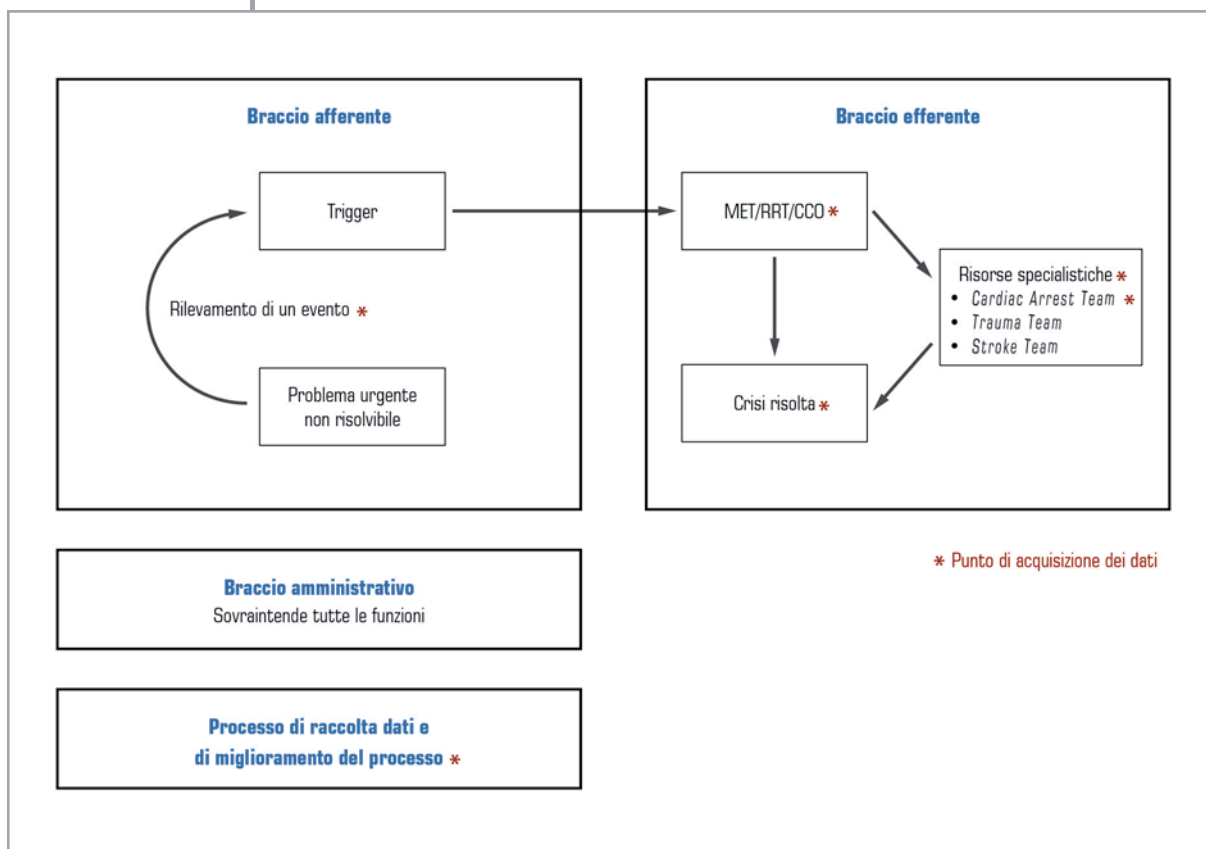 Braccio afferente
Trigger
Rilevamento di un evento *
Problema urgente
non risolvibile
Braccio efferente
MET/RRT/CCO *
Risorse specialistiche *
• Cardiac Arrest Team *
• Trauma Team
• Stroke Team
Crisi risolta *
Braccio amministrativo
Sovraintende tutte le funzioni
* Punto di acquisizione dei dati
Processo di raccolta dati e
di miglioramento del processo *